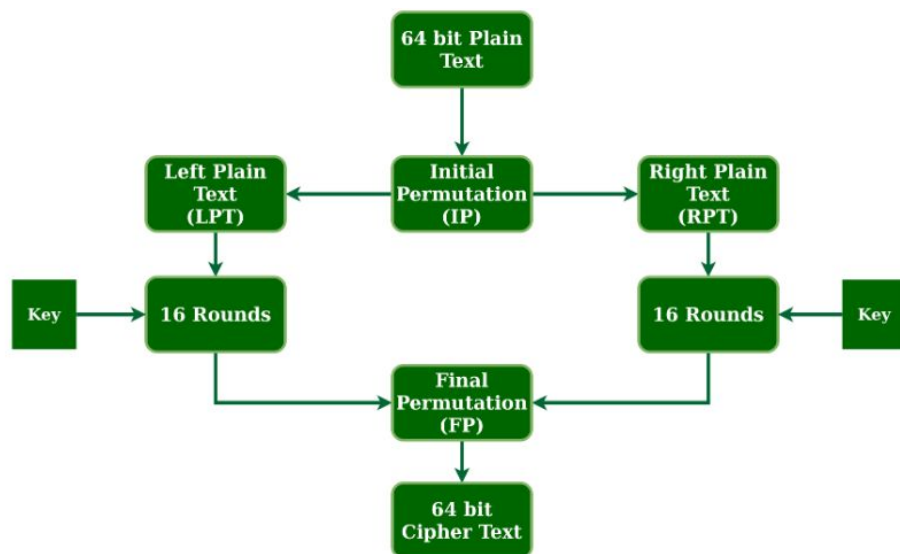 64 bit Plain
Text
Left Plain
Text
(LPT)
Initial
Permutation
(IP)
Right Plain
Text
(RPT)
Key
16 Rounds
16 Rounds
Key
Final
Permutation
(FP)
64 bit
Cipher Text